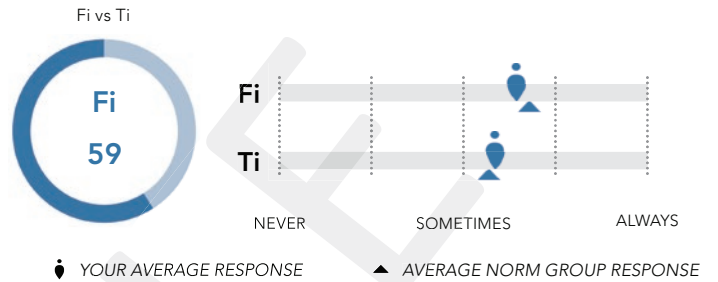 Fi vs Ti
Fi
59
Fi
Ti
NEVER SOMETIMES ALWAYS
YOUR AVERAGE RESPONSE AVERAGE NORM GROUP RESPONSE